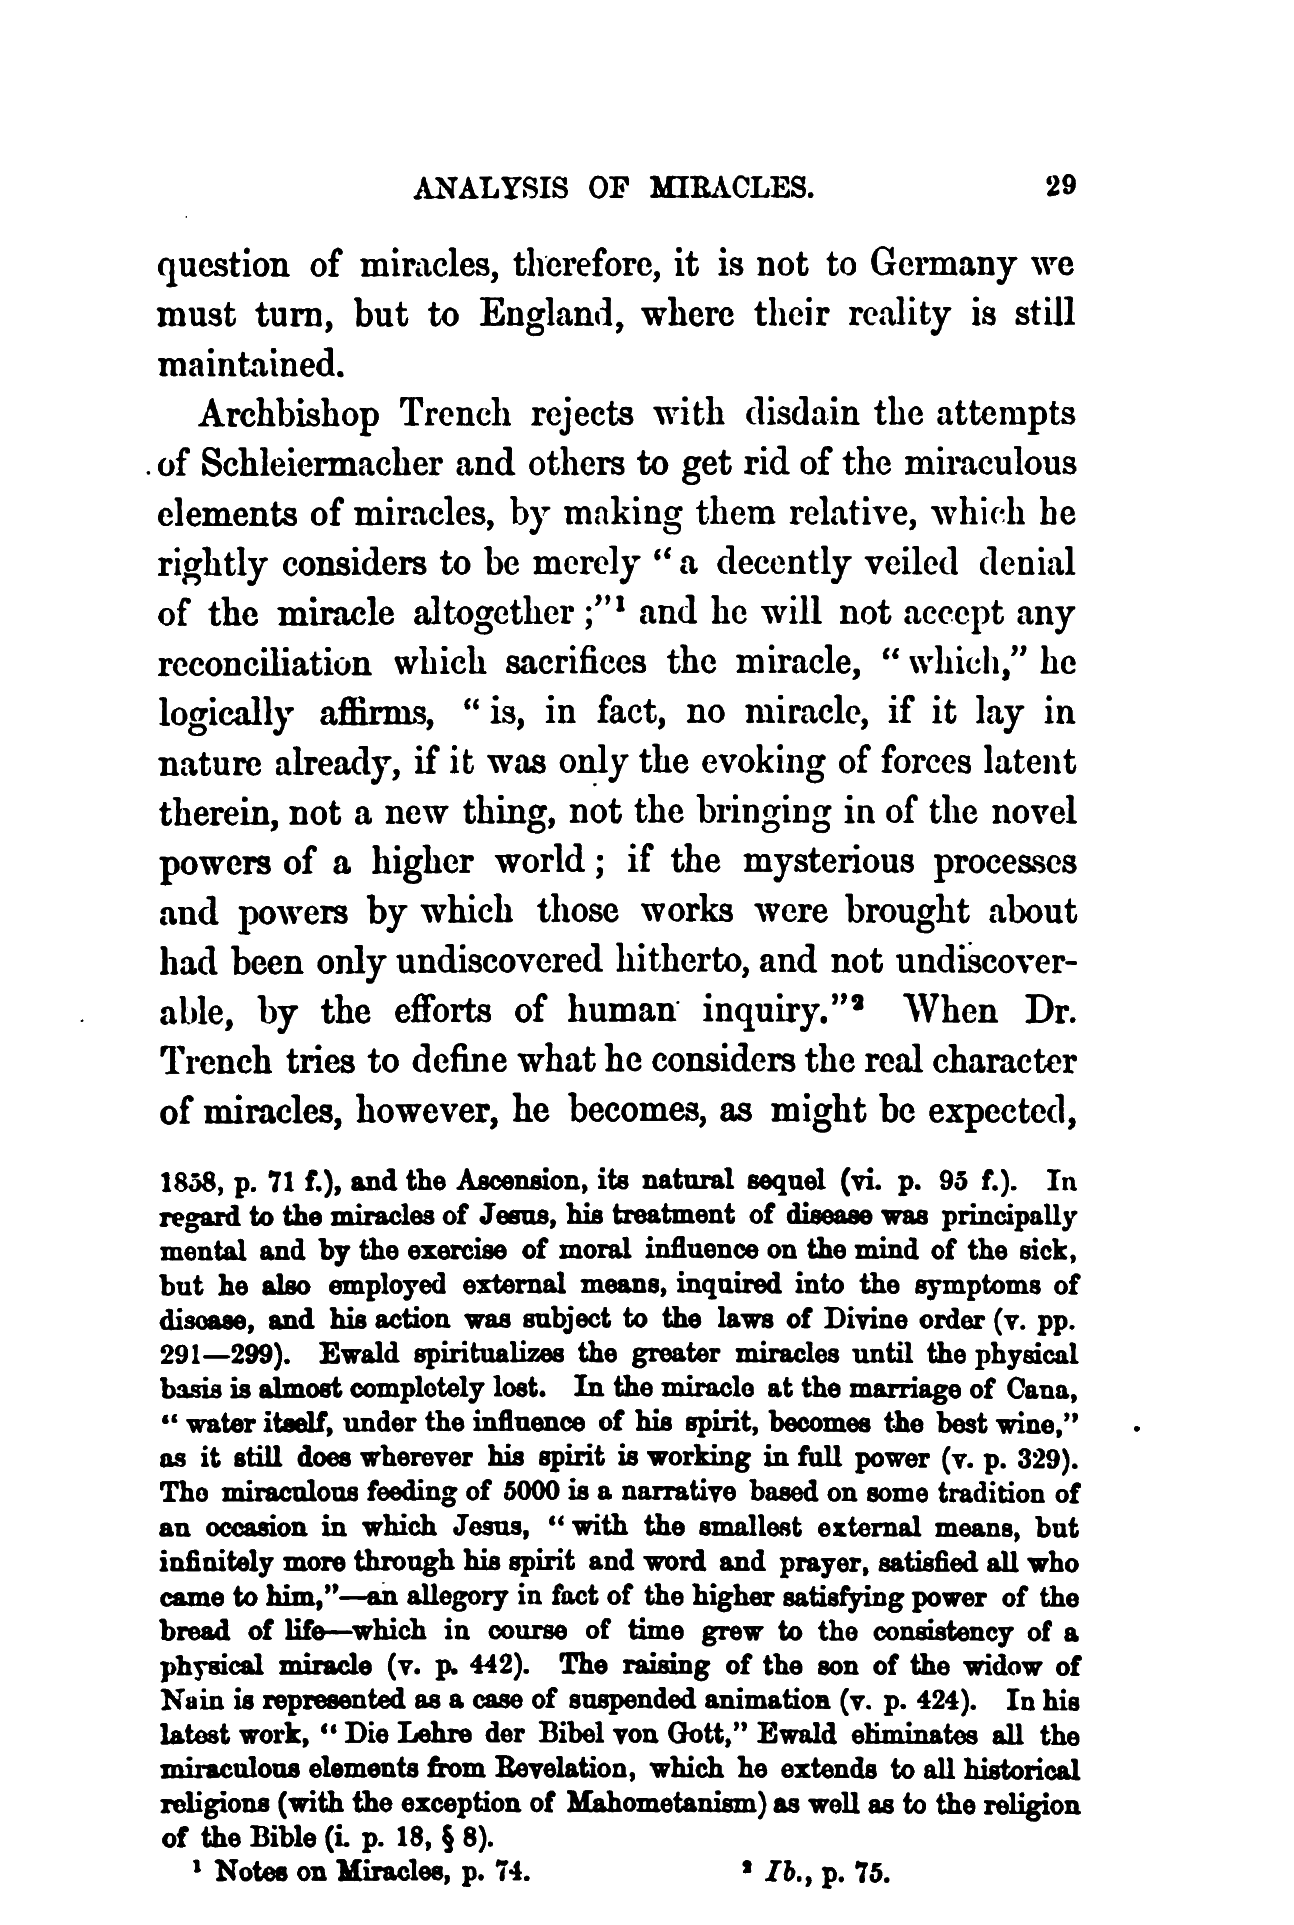 ANALYSIS OF MIRACLES. 29
question of miracles, therefore, it is not to Germany we
must turn, but to England, where their reality is still
maintained.
Archbishop Trench rejects with disdain the attempts
of Schleiermacher and others to get rid of the miraculous
elements of miracles, by making them relative, which he
rightly considers to be merely “a decently veiled denial
of the miracle altogether;”¹ and he will not accept any
reconciliation which sacrifices the miracle, “which,” he
logically affirms, “is, in fact, no miracle, if it lay in
nature already, if it was only the evoking of forces latent
therein, not a new thing, not the bringing in of the novel
powers of a higher world; if the mysterious processes
and powers by which those works were brought about
had been only undiscovered hitherto, and not undiscover-
able, by the efforts of human inquiry.”² When Dr.
Trench tries to define what he considers the real character
of miracles, however, he becomes, as might be expected,
1858, p. 71 f.), and the Ascension, its natural sequel (vi. p. 95 f.). In
regard to the miracles of Jesus, his treatment of disease was principally
mental and by the exercise of moral influence on the mind of the sick,
but he also employed external means, inquired into the symptoms of
disease, and his action was subject to the laws of Divine order (v. pp.
291—299). Ewald spiritualizes the greater miracles until the physical
basis is almost completely lost. In the miracle at the marriage of Cana,
“water itself, under the influence of his spirit, becomes the best wine,”
as it still does wherever his spirit is working in full power (v. p. 329).
The miraculous feeding of 5000 is a narrative based on some tradition of
an occasion in which Jesus, “with the smallest external means, but
infinitely more through his spirit and word and prayer, satisfied all who
came to him,”—an allegory in fact of the higher satisfying power of the
bread of life—which in course of time grew to the consistency of a
physical miracle (v. p. 442). The raising of the son of the widow of
Nain is represented as a case of suspended animation (v. p. 424). In his
latest work, “Die Lehre der Bibel von Gott,” Ewald eliminates all the
miraculous elements from Revelation, which he extends to all historical
religions (with the exception of Mahometanism) as well as to the religion
of the Bible (i. p. 18, § 8).
¹ Notes on Miracles, p. 74. ² Ib., p. 75.